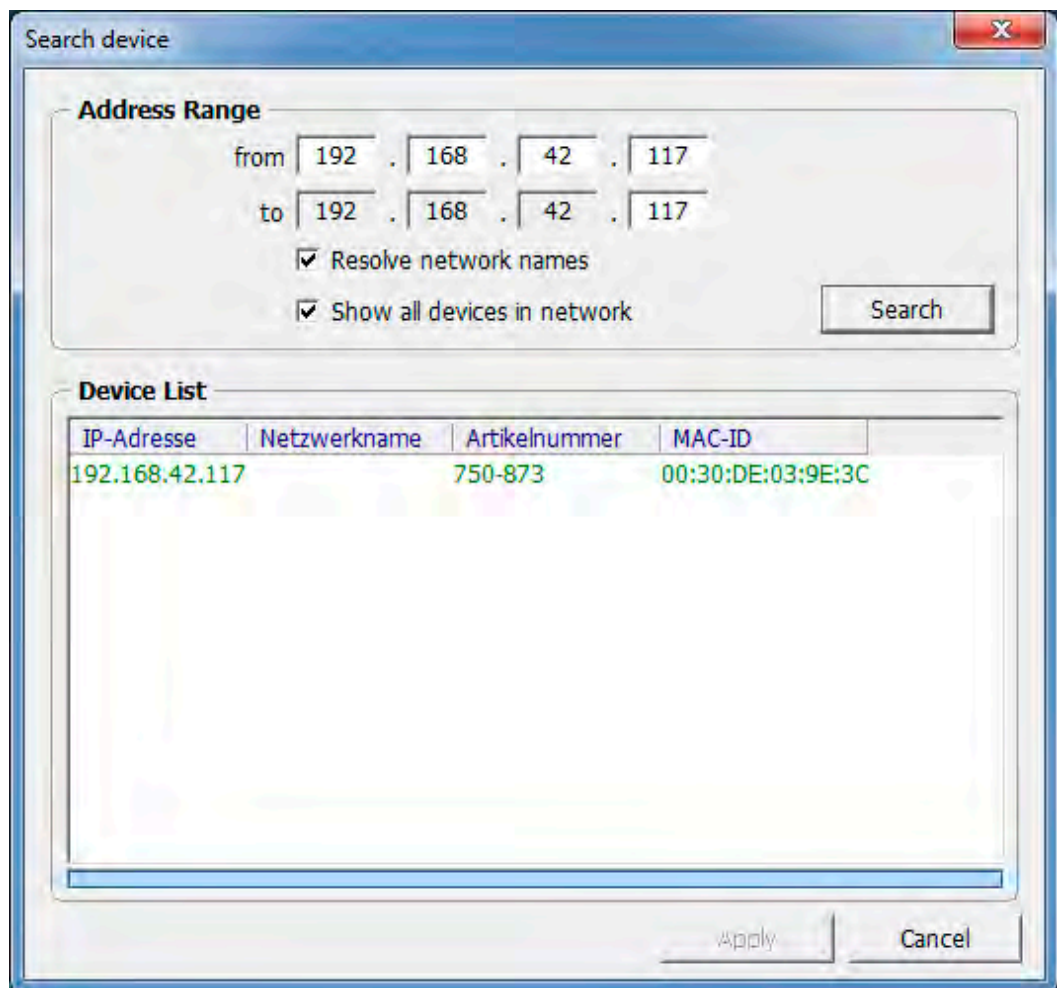 Search device
Address Range
from 192 . 168 . 42 . 117
to 192 . 168 . 42 . 117
Resolve network names
Show all devices in network
Search
Device List
IP-Adresse Netzwerkname Artikelnummer MAC-ID
192.168.42.117 750-873 00:30:DE:03:9E:3C
Apply Cancel